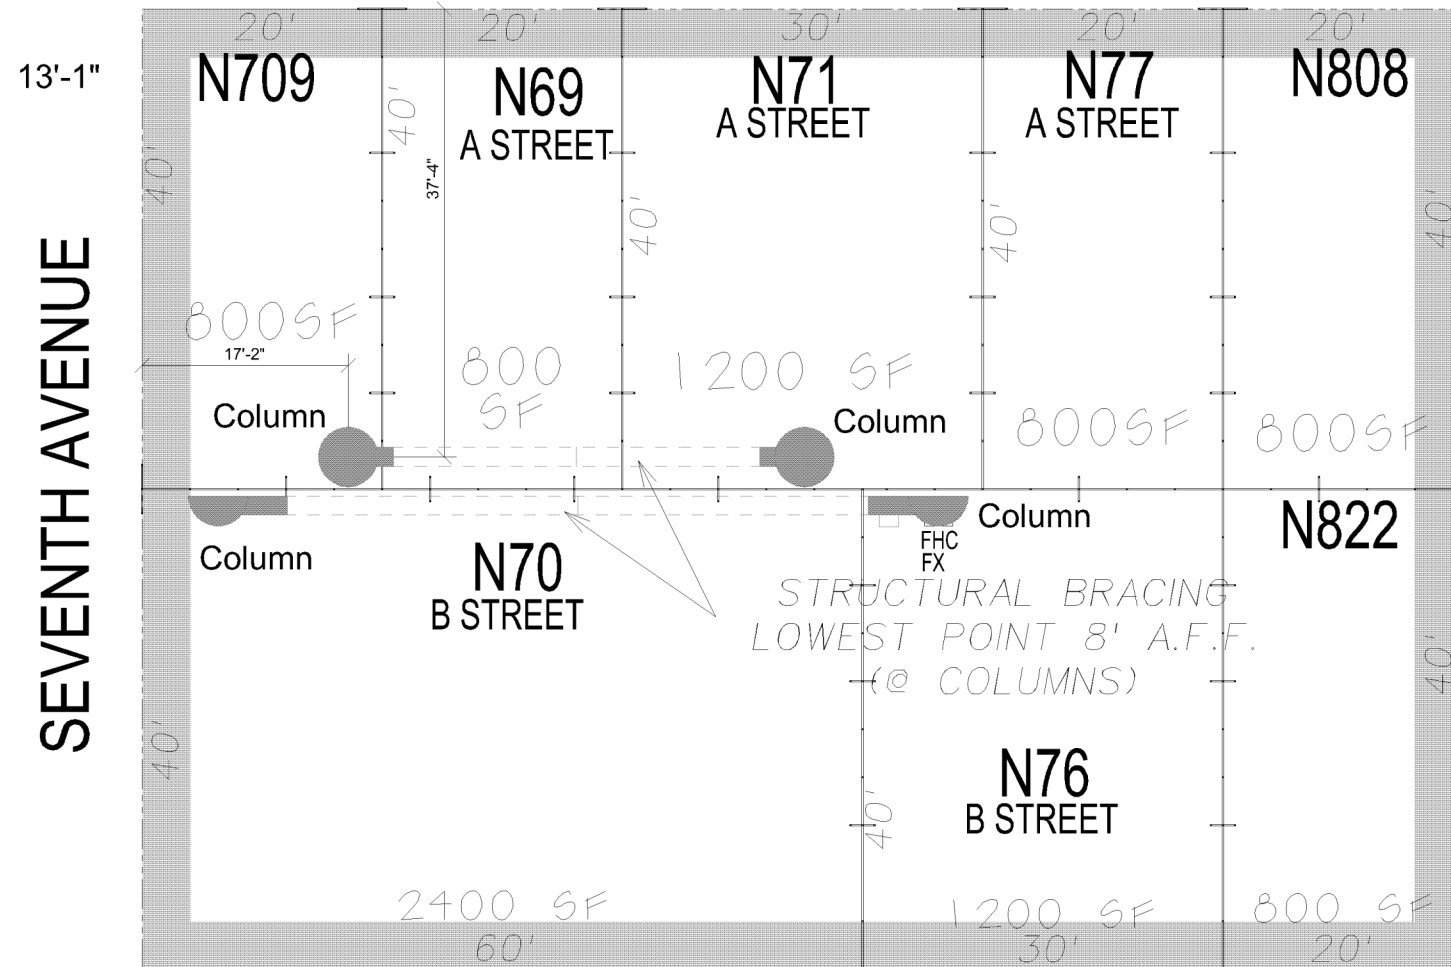 20'
20'
30'
20'
20'
13'-1"
N709
N69
A STREET
N71
A STREET
N77
A STREET
N808
40'
40'
37'-4"
40'
40'
40'
SEVENTH AVENUE
800SF
17'-2"
800
SF
1200 SF
800SF
800SF
Column
Column
Column
Column
FHC
FX
N70
B STREET
N822
STRUCTURAL BRACING
LOWEST POINT 8' A.F.F.
(@ COLUMNS)
40'
40'
40'
N76
B STREET
2400 SF
1200 SF
800 SF
60'
30'
20'